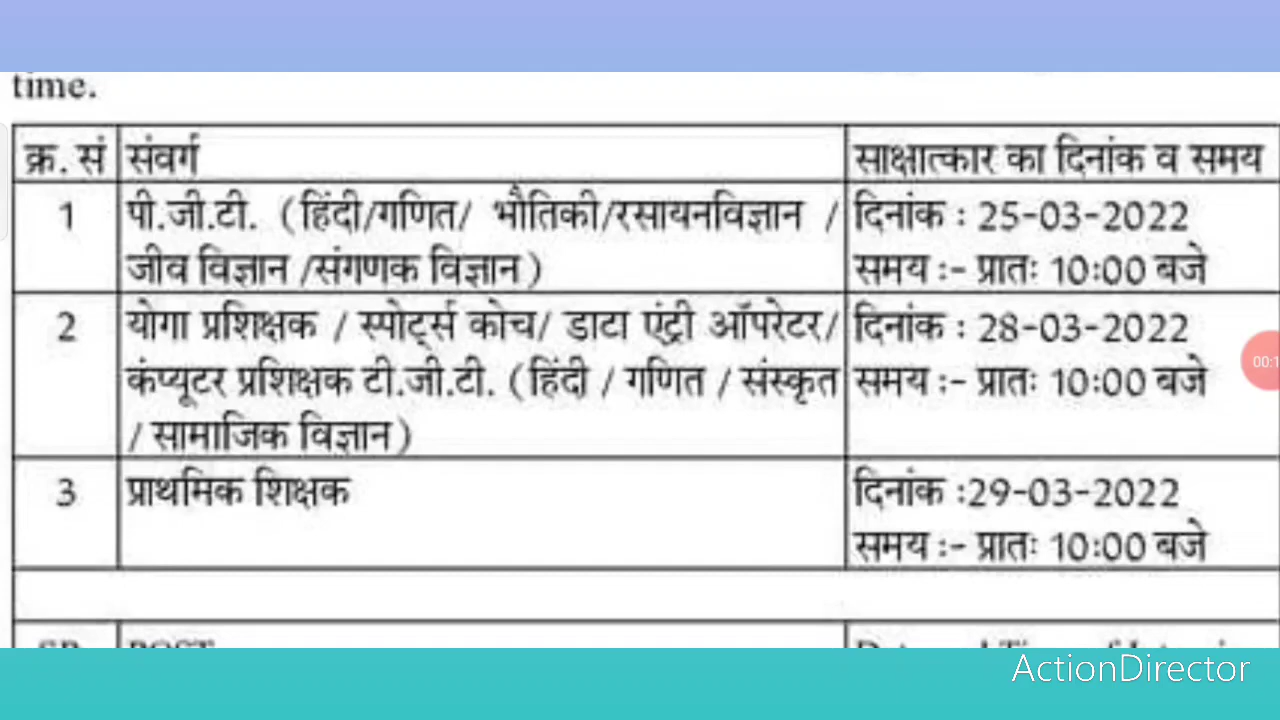 time.
क्र. सं संवर्ग साक्षात्कार का दिनांक व समय
1 पी.जी.टी. (हिंदी/गणित/ भौतिकी/रसायनविज्ञान / दिनांक : 25-03-2022
जीव विज्ञान /संगणक विज्ञान) समय :- प्रातः 10:00 बजे
2 योगा प्रशिक्षक / स्पोर्ट्स कोच/ डाटा एंट्री ऑपरेटर/ दिनांक : 28-03-2022
कंप्यूटर प्रशिक्षक टी.जी.टी. (हिंदी / गणित / संस्कृत समय :- प्रातः 10:00 बजे
/ सामाजिक विज्ञान)
3 प्राथमिक शिक्षक दिनांक :29-03-2022
समय :- प्रातः 10:00 बजे
POST
ActionDirector